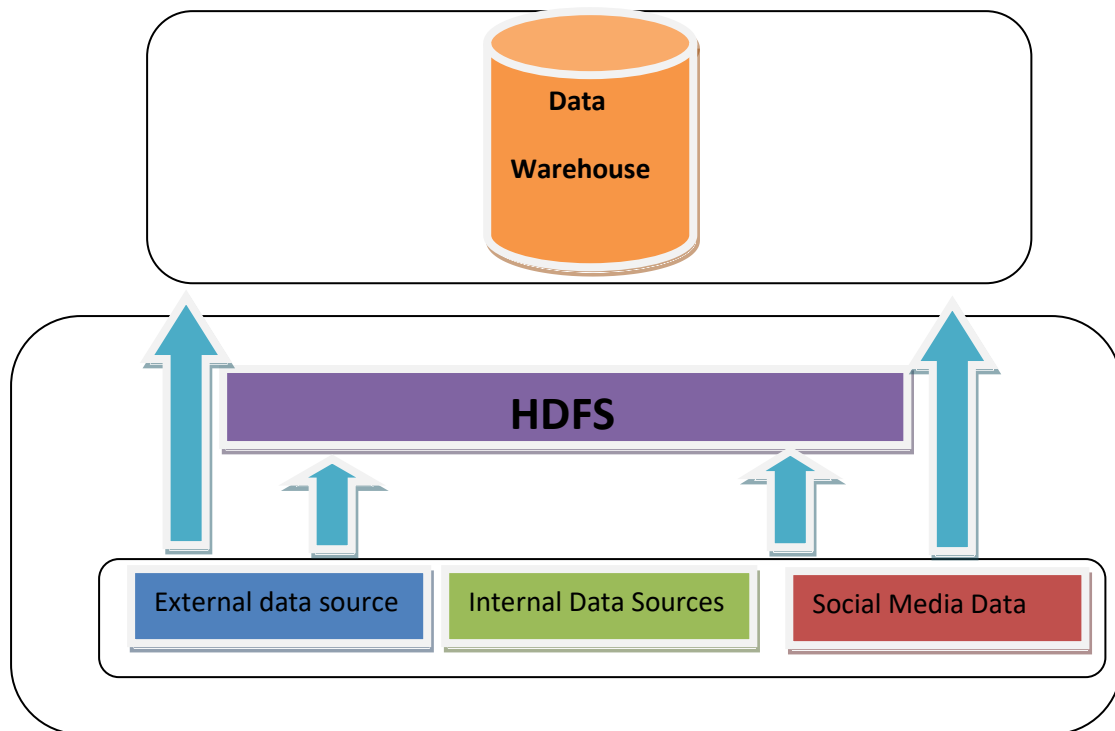 Data
Warehouse
HDFS
External data source
Internal Data Sources
Social Media Data